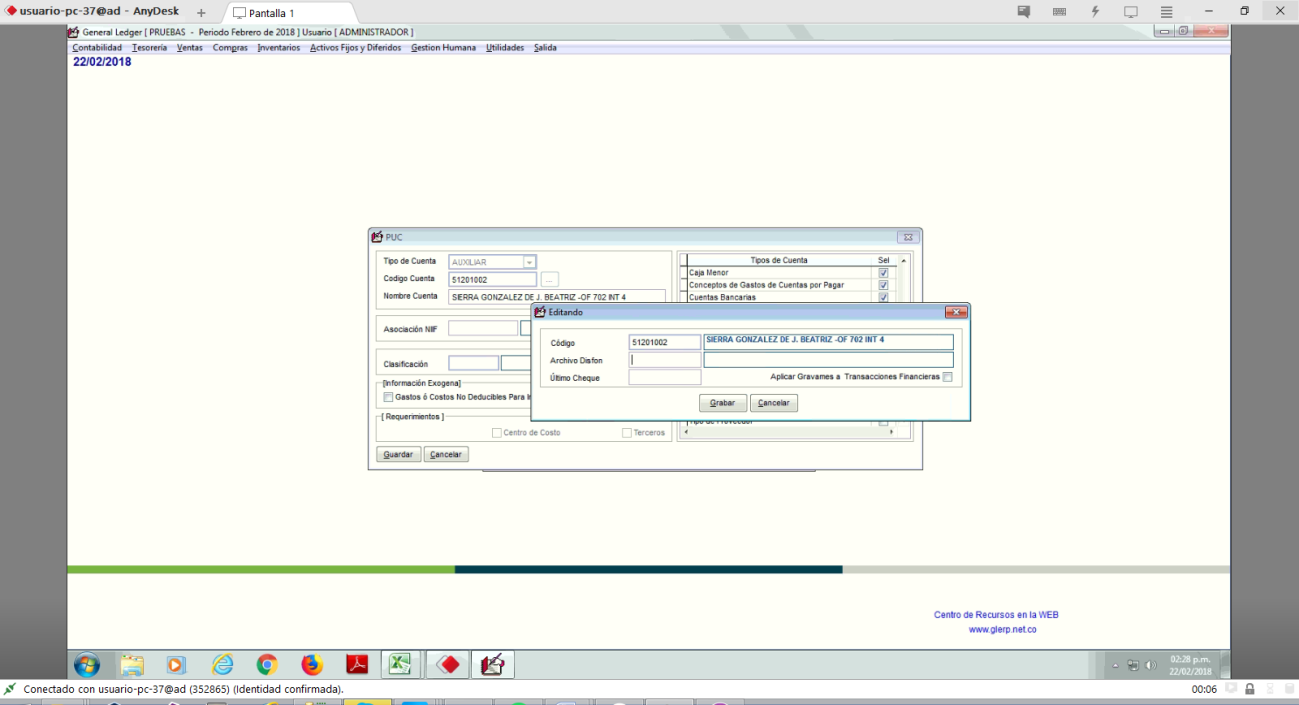 usuario-pc-37@ad - AnyDesk
Pantalla 1
General Ledger [ PRUEBAS - Periodo Febrero de 2018 ] Usuario [ ADMINISTRADOR ]
Contabilidad Tesorería Ventas Compras Inventarios Activos Fijos y Diferidos Gestion Humana Utilidades Salida
22/02/2018
PUC
Tipo de Cuenta AUXILIAR
Codigo Cuenta 51201002 ...
Nombre Cuenta SIERRA GONZALEZ DE J. BEATRIZ -OF 702 INT 4
Asociación NIIF
Clasificación
[Información Exogena]
Gastos ó Costos No Deducibles Para
[ Requerimientos ]
Centro de Costo Terceros
Guardar Cancelar
Tipos de Cuenta Sel
Caja Menor
Conceptos de Gastos de Cuentas por Pagar
Cuentas Bancarias
Tipo de Proveedor
Editando
Código 51201002 SIERRA GONZALEZ DE J. BEATRIZ -OF 702 INT 4
Archivo Disfon
Último Cheque Aplicar Gravames a Transacciones Financieras
Grabar Cancelar
Centro de Recursos en la WEB
www.glerp.net.co
02:28 p.m.
22/02/2018
Conectado con usuario-pc-37@ad (352865) (Identidad confirmada).
00:06